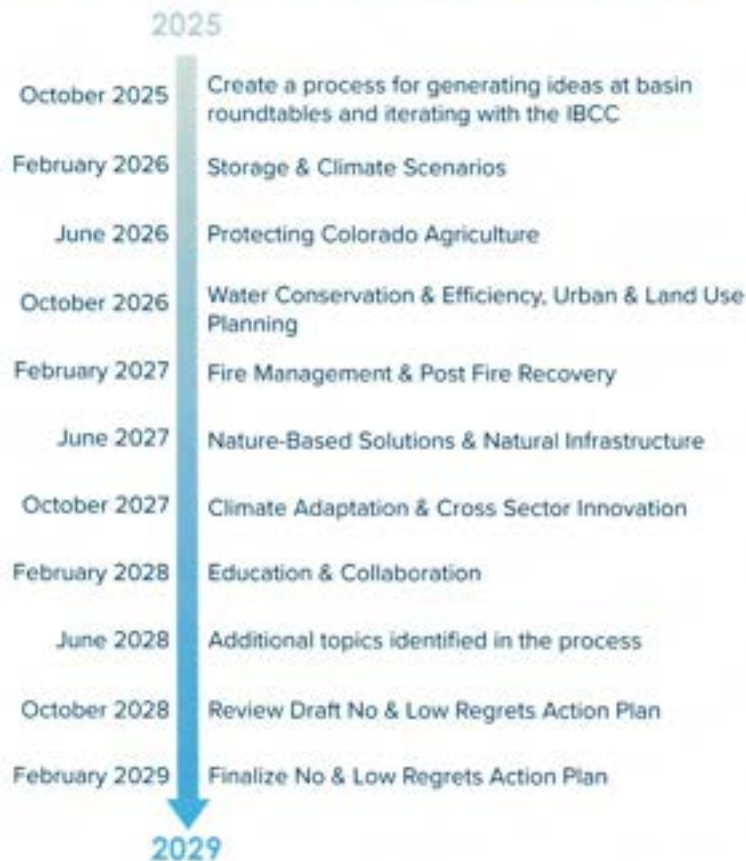 2025
October 2025
Create a process for generating ideas at basin
roundtables and iterating with the IBCC
February 2026
Storage & Climate Scenarios
June 2026
Protecting Colorado Agriculture
October 2026
Water Conservation & Efficiency, Urban & Land Use
Planning
February 2027
Fire Management & Post Fire Recovery
June 2027
Nature-Based Solutions & Natural Infrastructure
October 2027
Climate Adaptation & Cross Sector Innovation
February 2028
Education & Collaboration
June 2028
Additional topics identified in the process
October 2028
Review Draft No & Low Regrets Action Plan
February 2029
Finalize No & Low Regrets Action Plan
2029